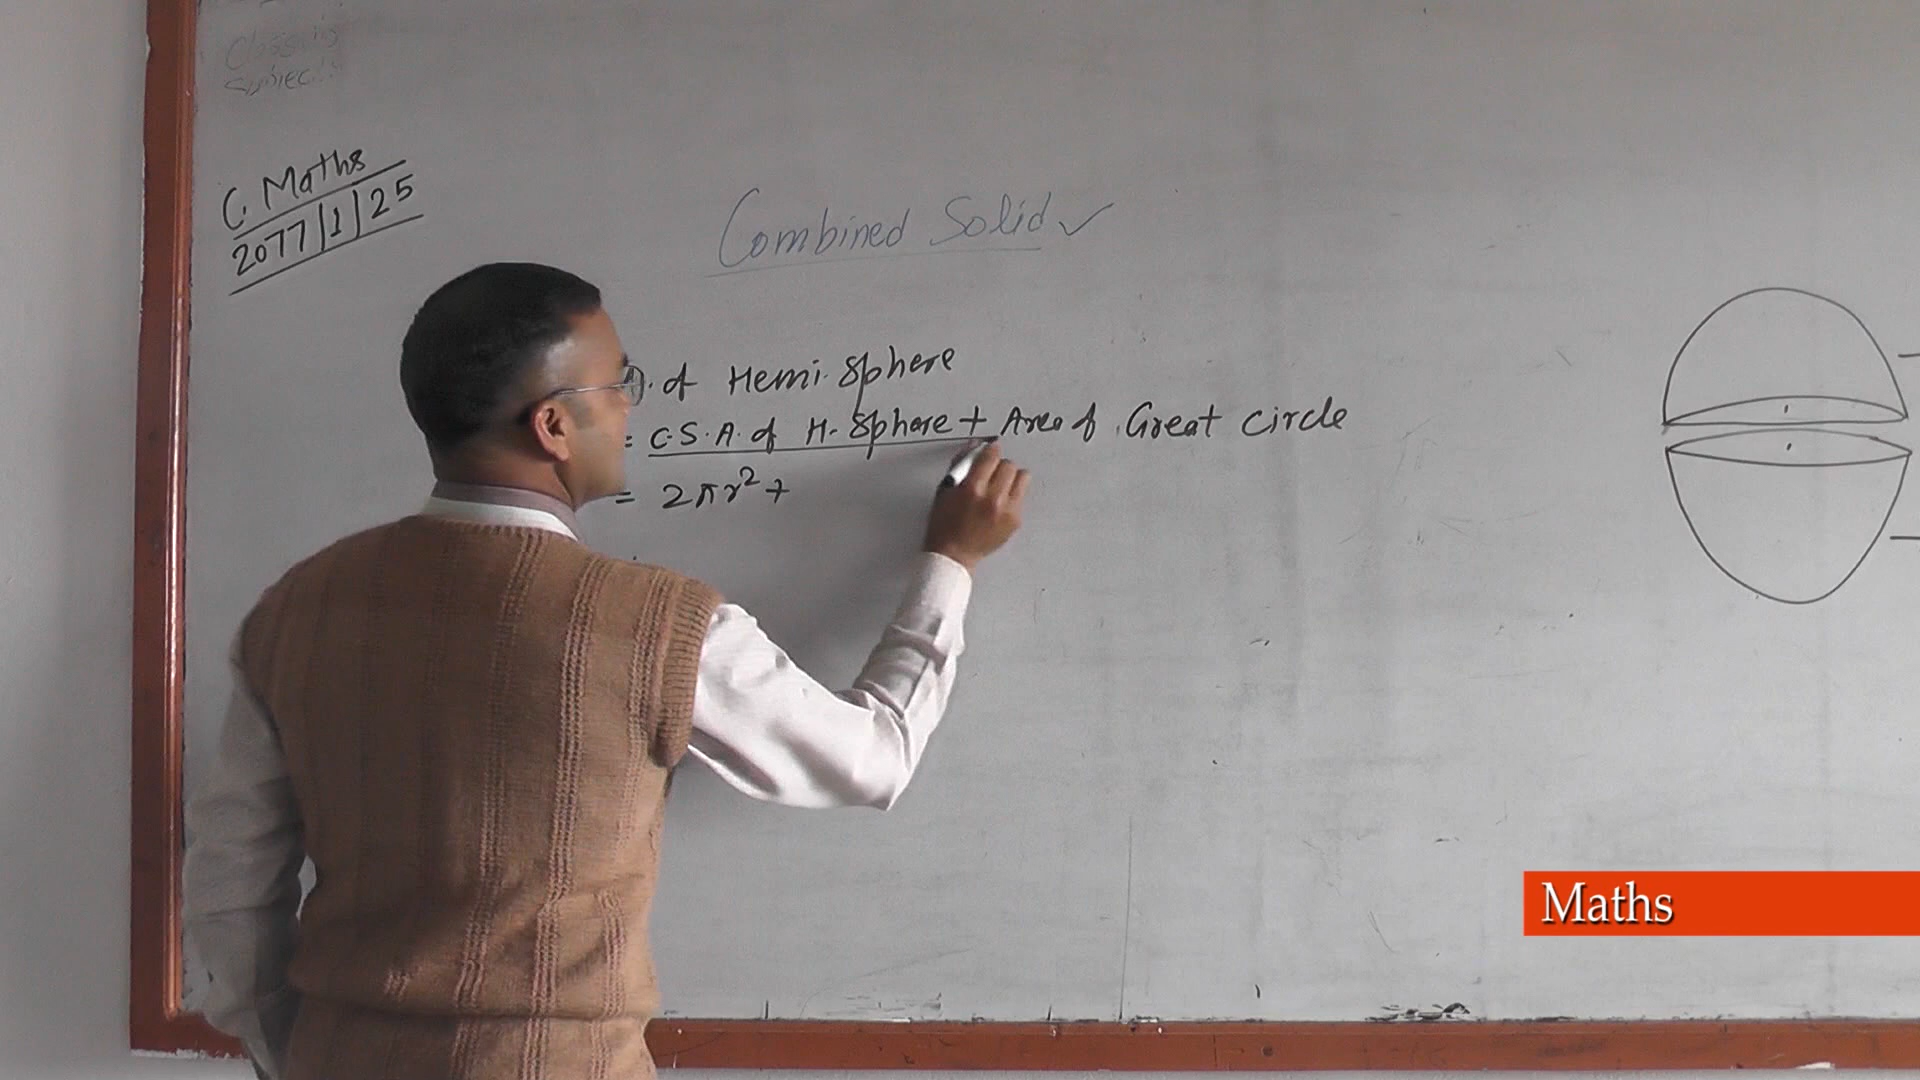 C. Maths
2077/1/25
Combined Solid ✓
. of Hemi. Sphere
= C.S.A. of H. Sphere + Area of Great circle
= 2πr² +
Maths